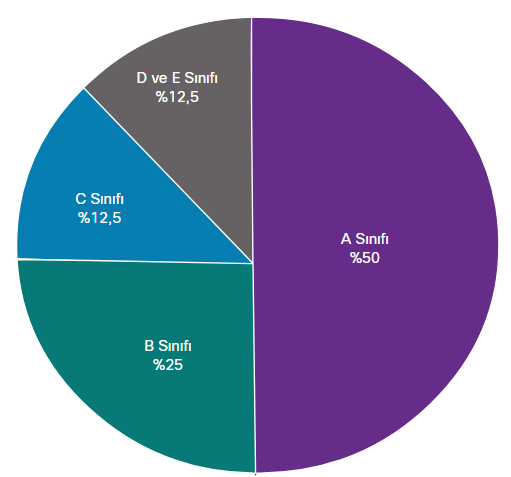 D ve E Sınıfı
%12,5
C Sınıfı
%12,5
A Sınıfı
%50
B Sınıfı
%25